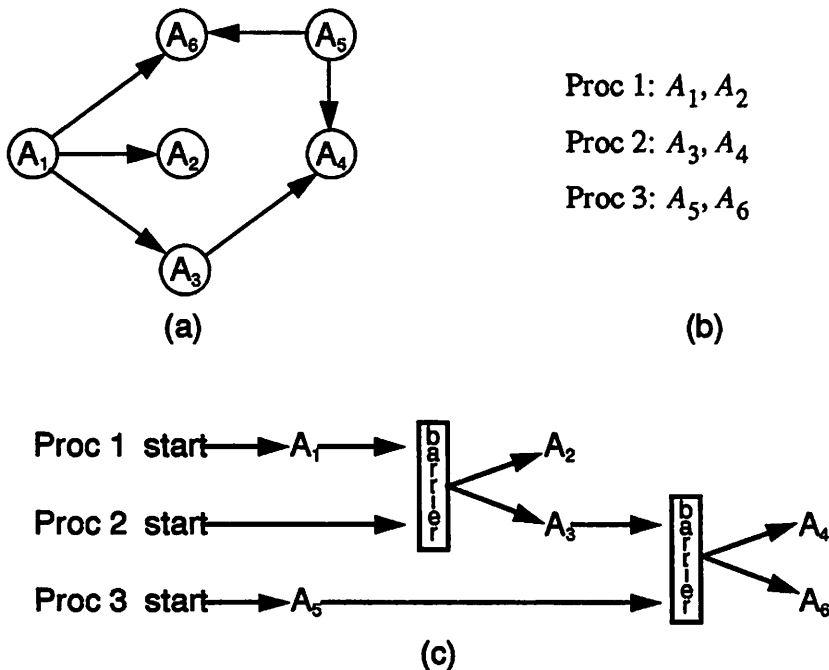 A₆ A₅
A₁ A₂ A₄
A₃
(a)
Proc 1: A₁, A₂
Proc 2: A₃, A₄
Proc 3: A₅, A₆
(b)
Proc 1 start A₁ barrier A₂
Proc 2 start A₃ barrier A₄
Proc 3 start A₅ A₆
(c)